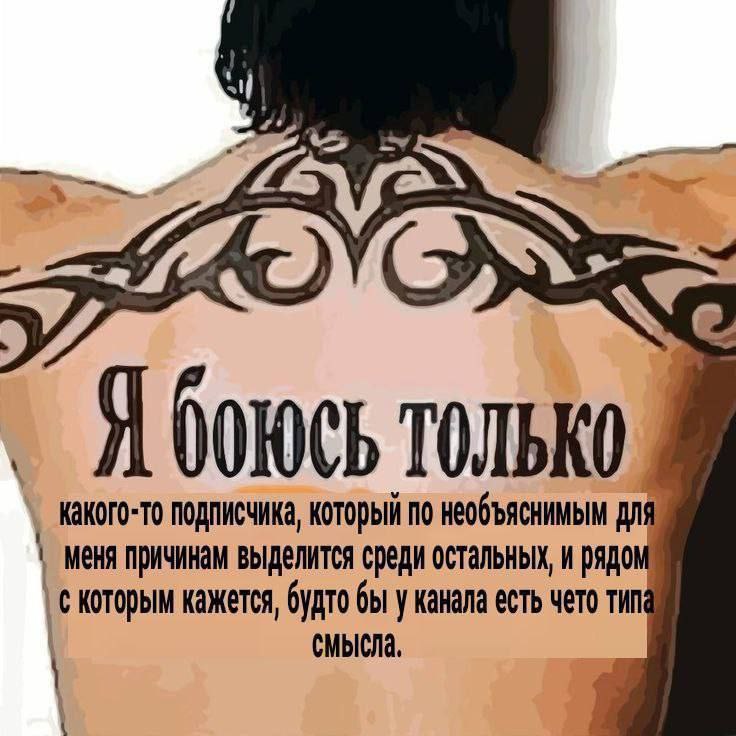 Я боюсь только
какого-то подписчика, который по необъяснимым для
меня причинам выделится среди остальных, и рядом
с которым кажется, будто бы у канала есть чето типа
смысла.